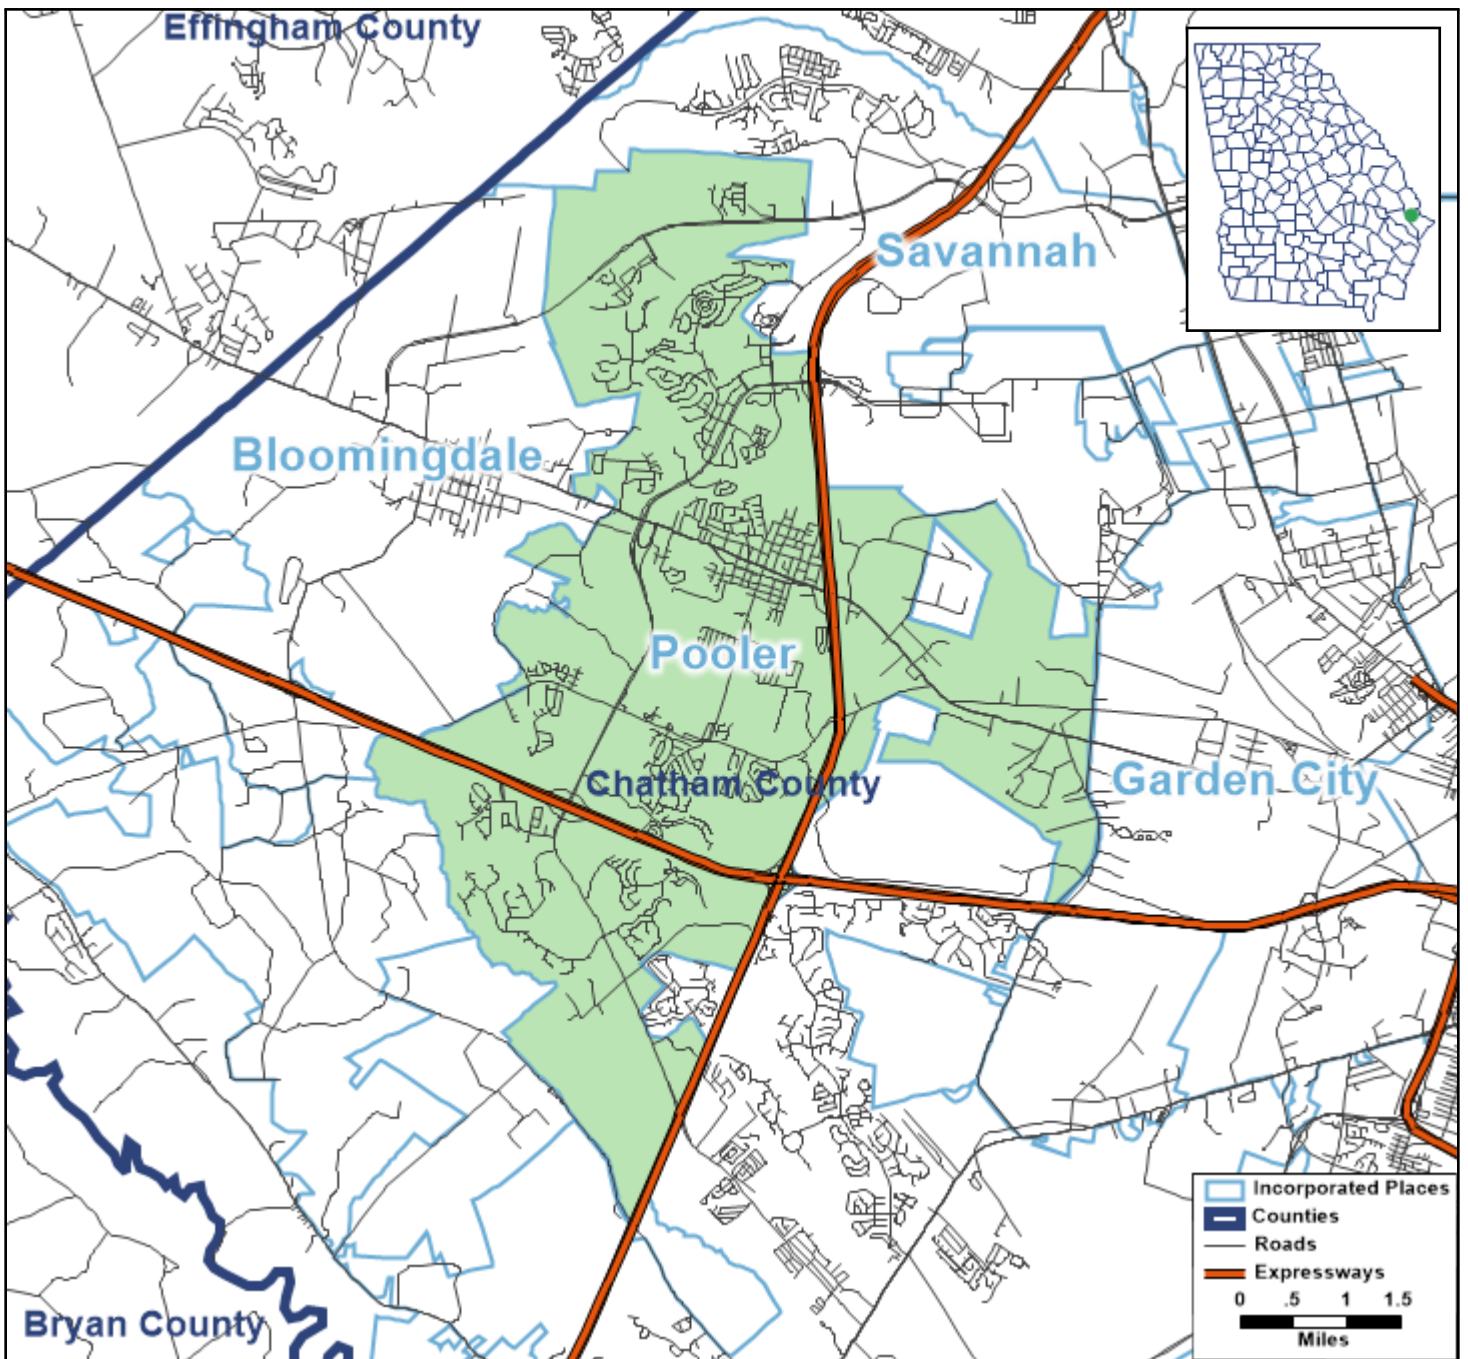 Effingham County
Savannah
Bloomingdale
Pooler
Chatham County
Garden City
Bryan County
Incorporated Places
Counties
Roads
Expressways
0 .5 1 1.5
Miles